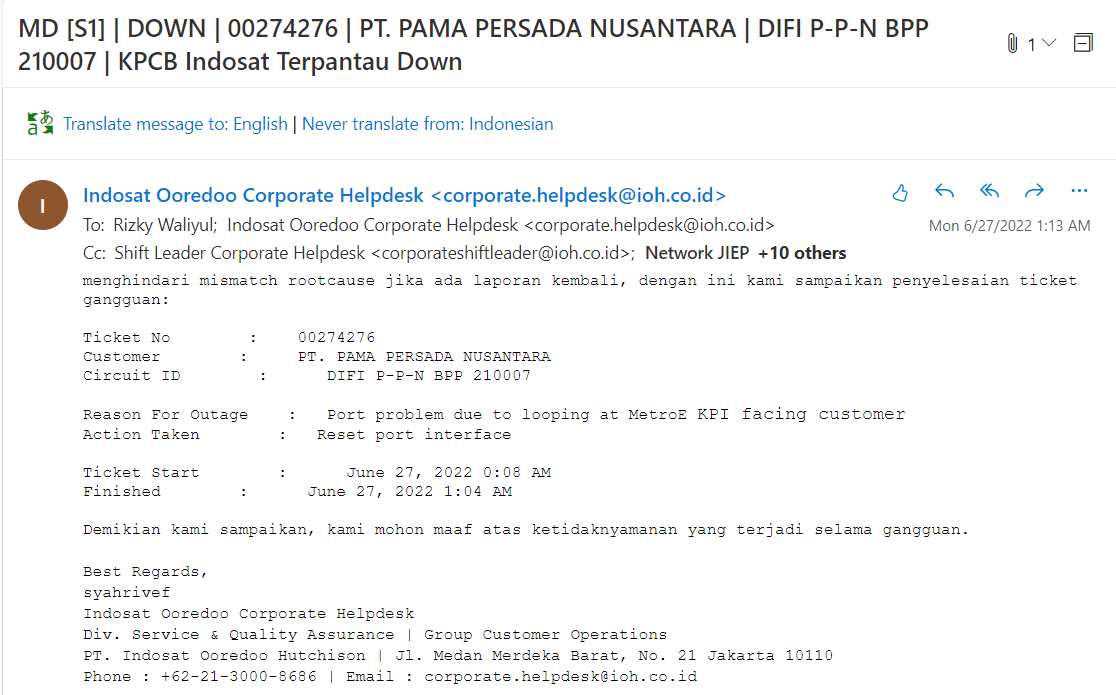 MD [S1] | DOWN | 00274276 | PT. PAMA PERSADA NUSANTARA | DIFI P-P-N BPP
210007 | KPCB Indosat Terpantau Down
1
Translate message to: English | Never translate from: Indonesian
I
Indosat Ooredoo Corporate Helpdesk <corporate.helpdesk@ioh.co.id>
To: Rizky Waliyul; Indosat Ooredoo Corporate Helpdesk <corporate.helpdesk@ioh.co.id>
Mon 6/27/2022 1:13 AM
Cc: Shift Leader Corporate Helpdesk <corporateshiftleader@ioh.co.id>; Network JIEP +10 others
menghindari mismatch rootcause jika ada laporan kembali, dengan ini kami sampaikan penyelesaian ticket
gangguan:
Ticket No : 00274276
Customer : PT. PAMA PERSADA NUSANTARA
Circuit ID : DIFI P-P-N BPP 210007
Reason For Outage : Port problem due to looping at MetroE KPI facing customer
Action Taken : Reset port interface
Ticket Start : June 27, 2022 0:08 AM
Finished : June 27, 2022 1:04 AM
Demikian kami sampaikan, kami mohon maaf atas ketidaknyamanan yang terjadi selama gangguan.
Best Regards,
syahrivef
Indosat Ooredoo Corporate Helpdesk
Div. Service & Quality Assurance | Group Customer Operations
PT. Indosat Ooredoo Hutchison | Jl. Medan Merdeka Barat, No. 21 Jakarta 10110
Phone : +62-21-3000-8686 | Email : corporate.helpdesk@ioh.co.id